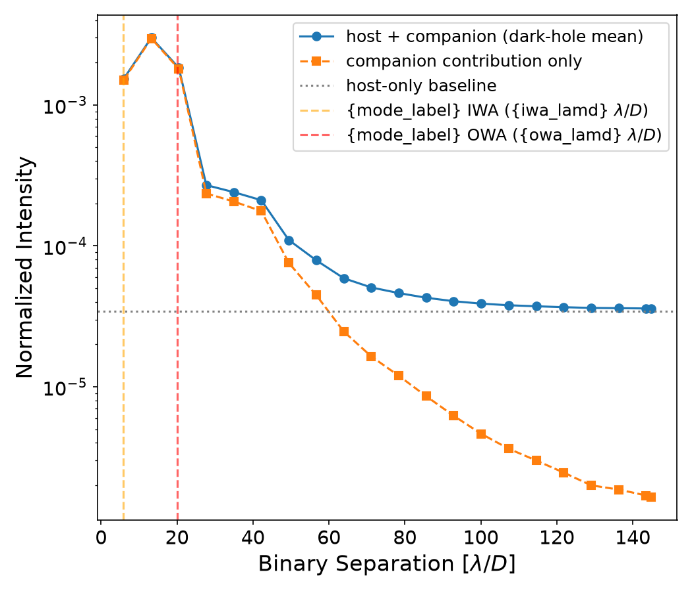 host + companion (dark-hole mean)
companion contribution only
host-only baseline
{mode_label} IWA ({iwa_lamd} λ/D)
{mode_label} OWA ({owa_lamd} λ/D)
Normalized Intensity
10⁻³
10⁻⁴
10⁻⁵
0 20 40 60 80 100 120 140
Binary Separation [λ/D]